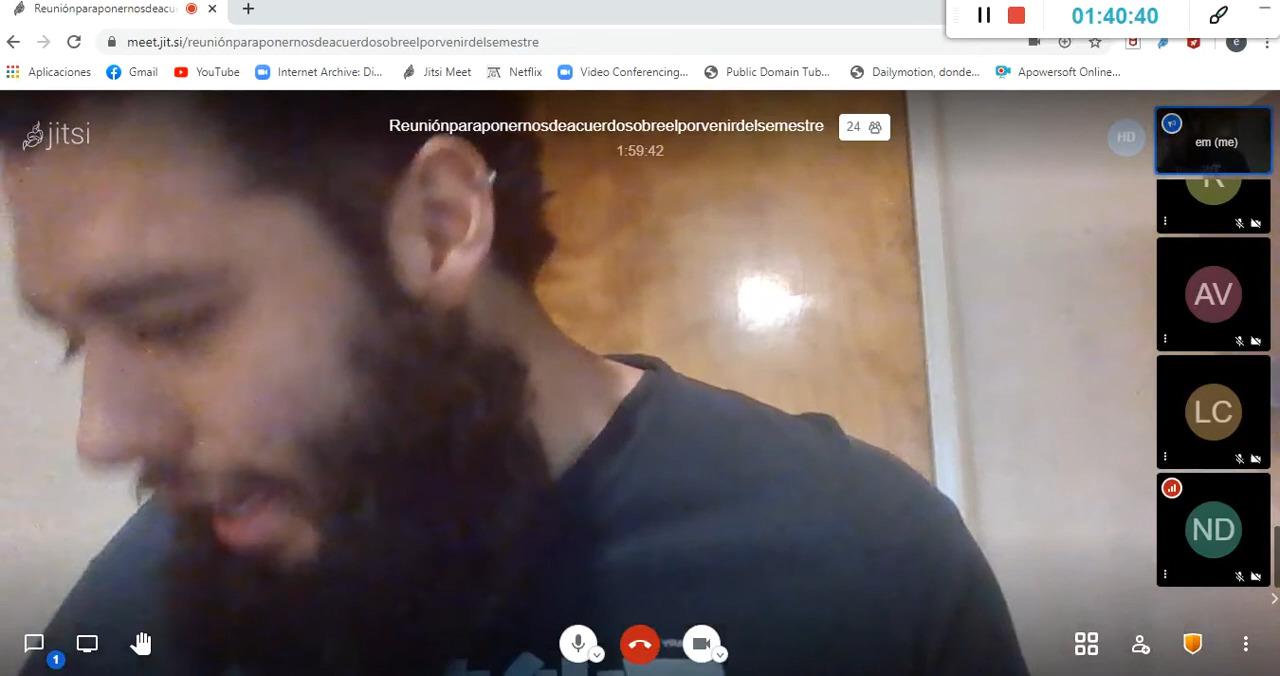 Reuniónparaponernosdeacu
01:40:40
meet.jit.si/reuniónparaponernosdeacuerdosobreelporvenirdelsemestre
e
Aplicaciones
Gmail
YouTube
Internet Archive: Di...
Jitsi Meet
Netflix
Video Conferencing...
Public Domain Tub...
Dailymotion, donde...
Apowersoft Online...
jitsi
Reuniónparaponernosdeacuerdosobreelporvenirdelsemestre
24
1:59:42
HD
em (me)
R
AV
LC
ND
1